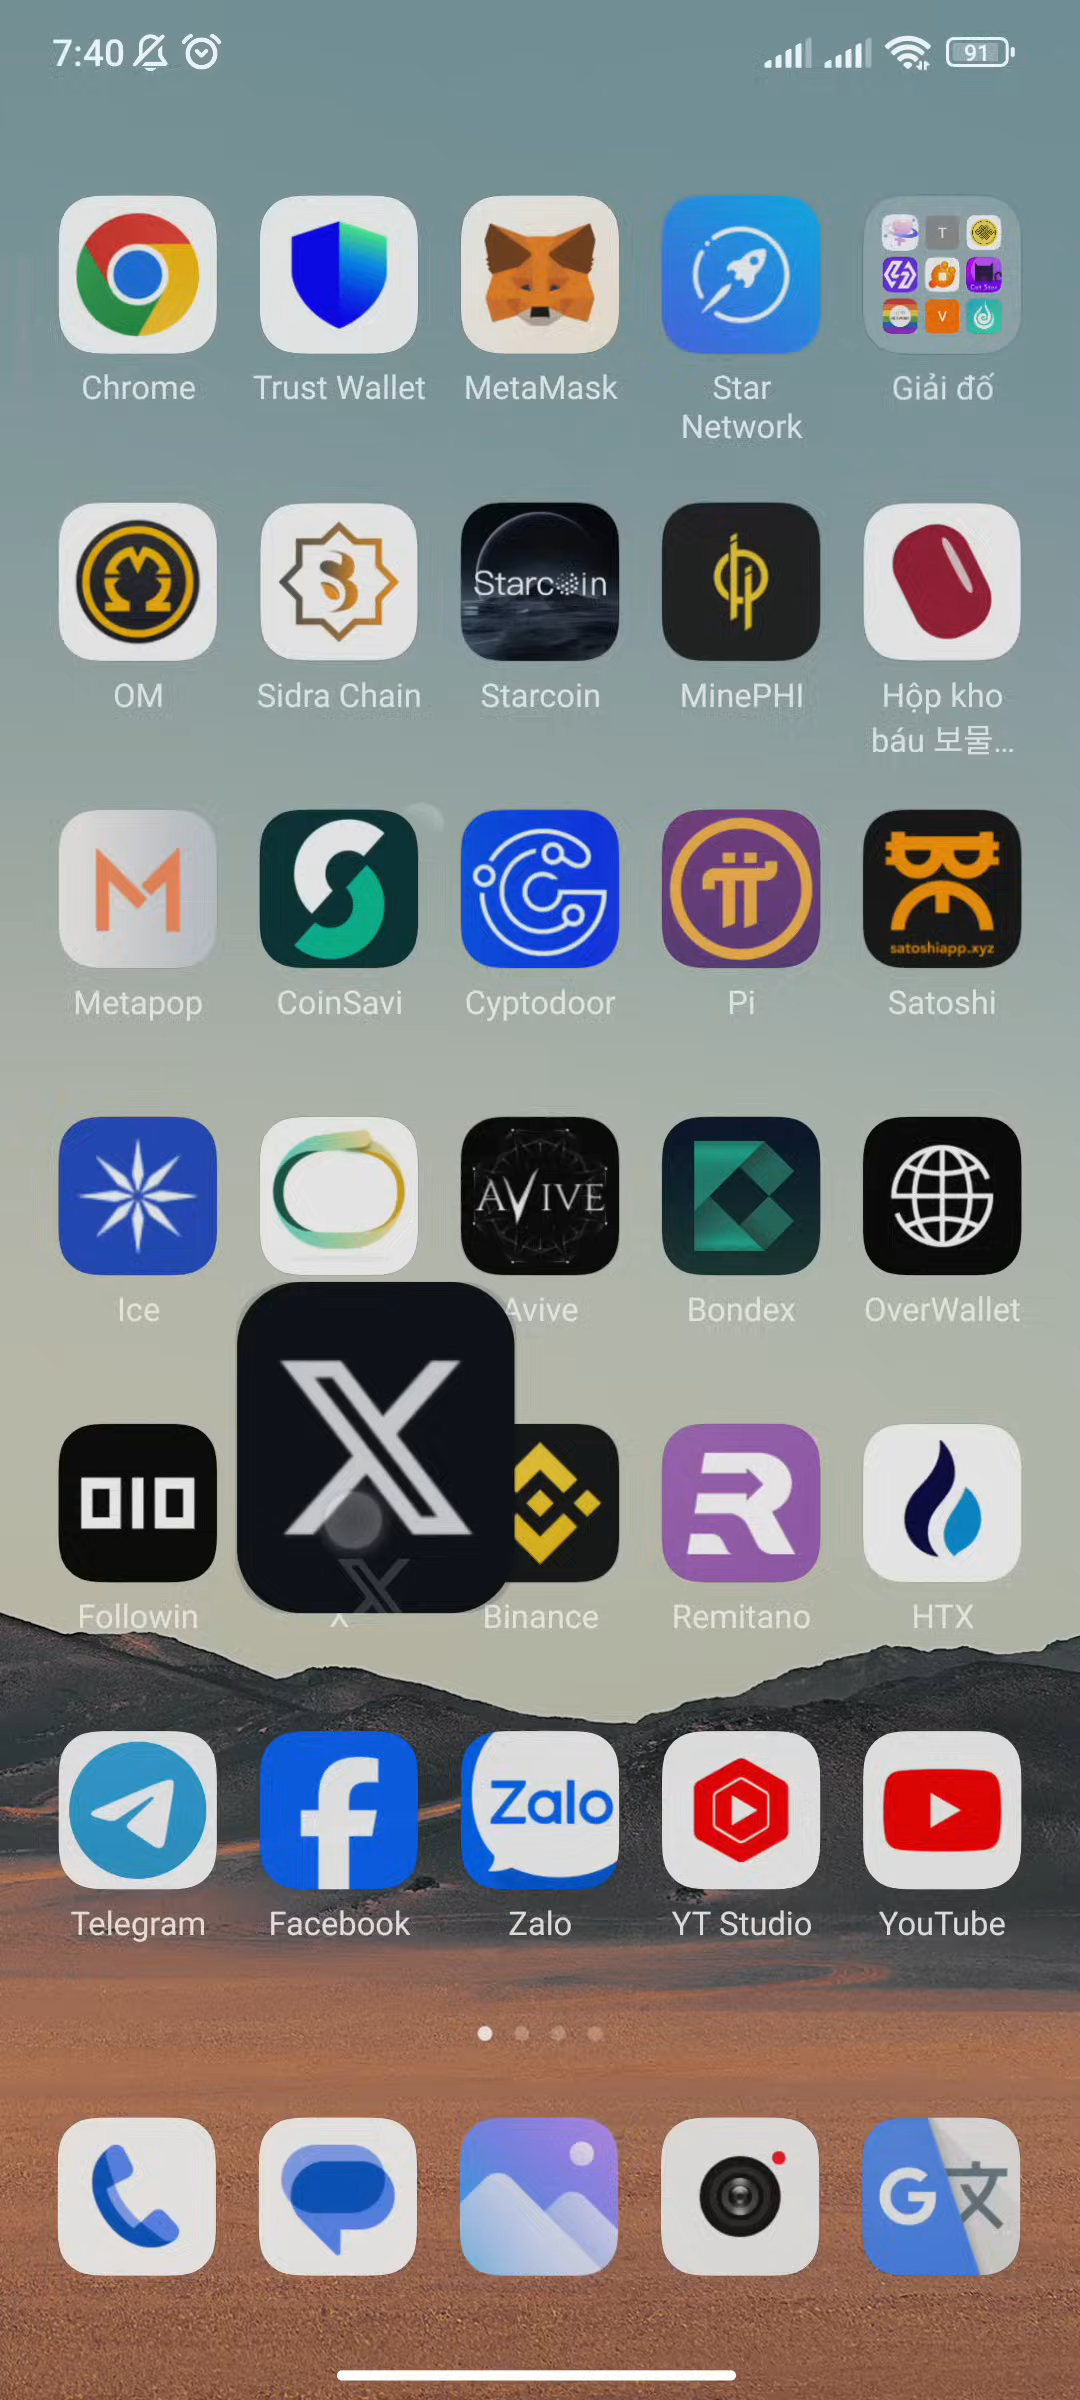 7:40
91
Chrome
Trust Wallet
MetaMask
Star
Network
T
V
Giải đố
Starcoin
OM
Sidra Chain
Starcoin
MinePHI
Hộp kho
báu 보물...
satoshiapp.xyz
Metapop
CoinSavi
Cyptodoor
Pi
Satoshi
AVIVE
Ice
Avive
Bondex
OverWallet
Followin
X
Binance
Remitano
HTX
Zalo
Telegram
Facebook
Zalo
YT Studio
YouTube
G文